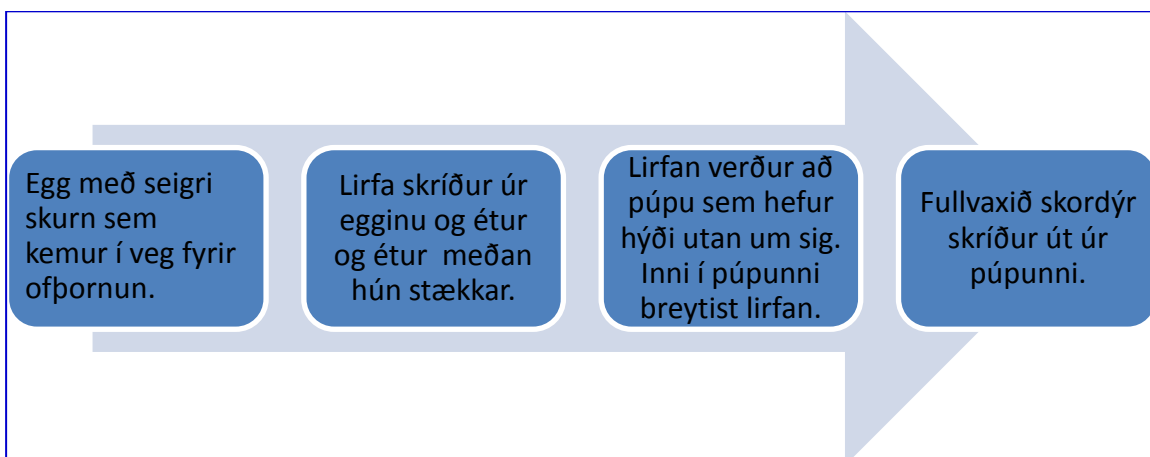 Egg með seigri
skurn sem
kemur í veg fyrir
ofþornun.
Lirfa skríður úr
egginu og étur
og étur meðan
hún stækkar.
Lirfan verður að
púpu sem hefur
hýði utan um sig.
Inni í púpunni
breytist lirfan.
Fullvaxið skordýr
skríður út úr
púpunni.